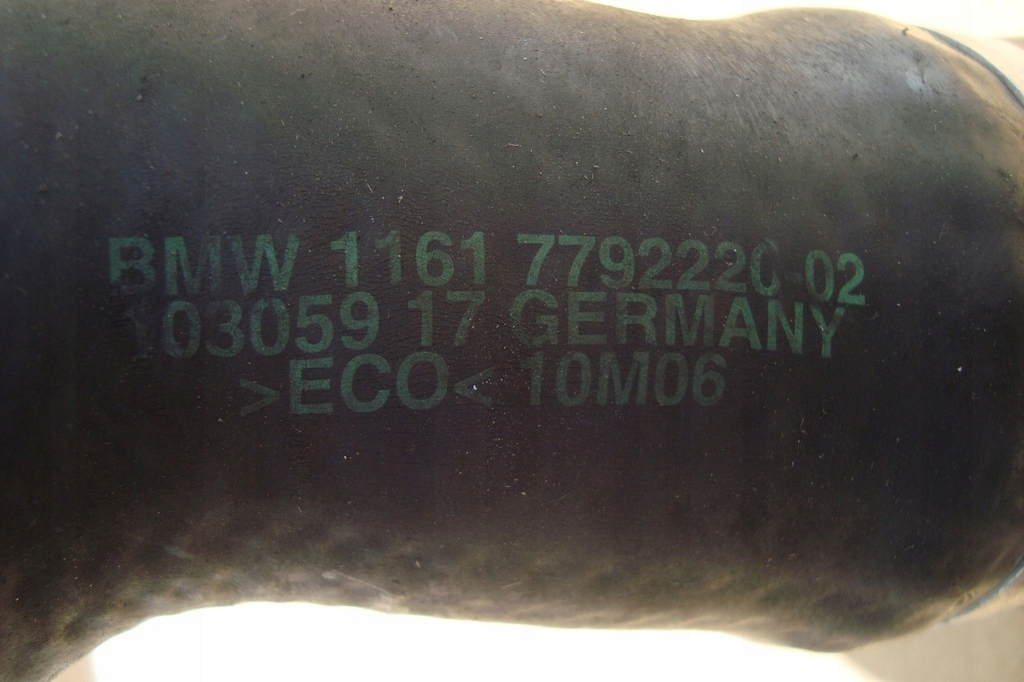 BMW 1161 7792220-02
103059 17 GERMANY
>ECO< 10M06